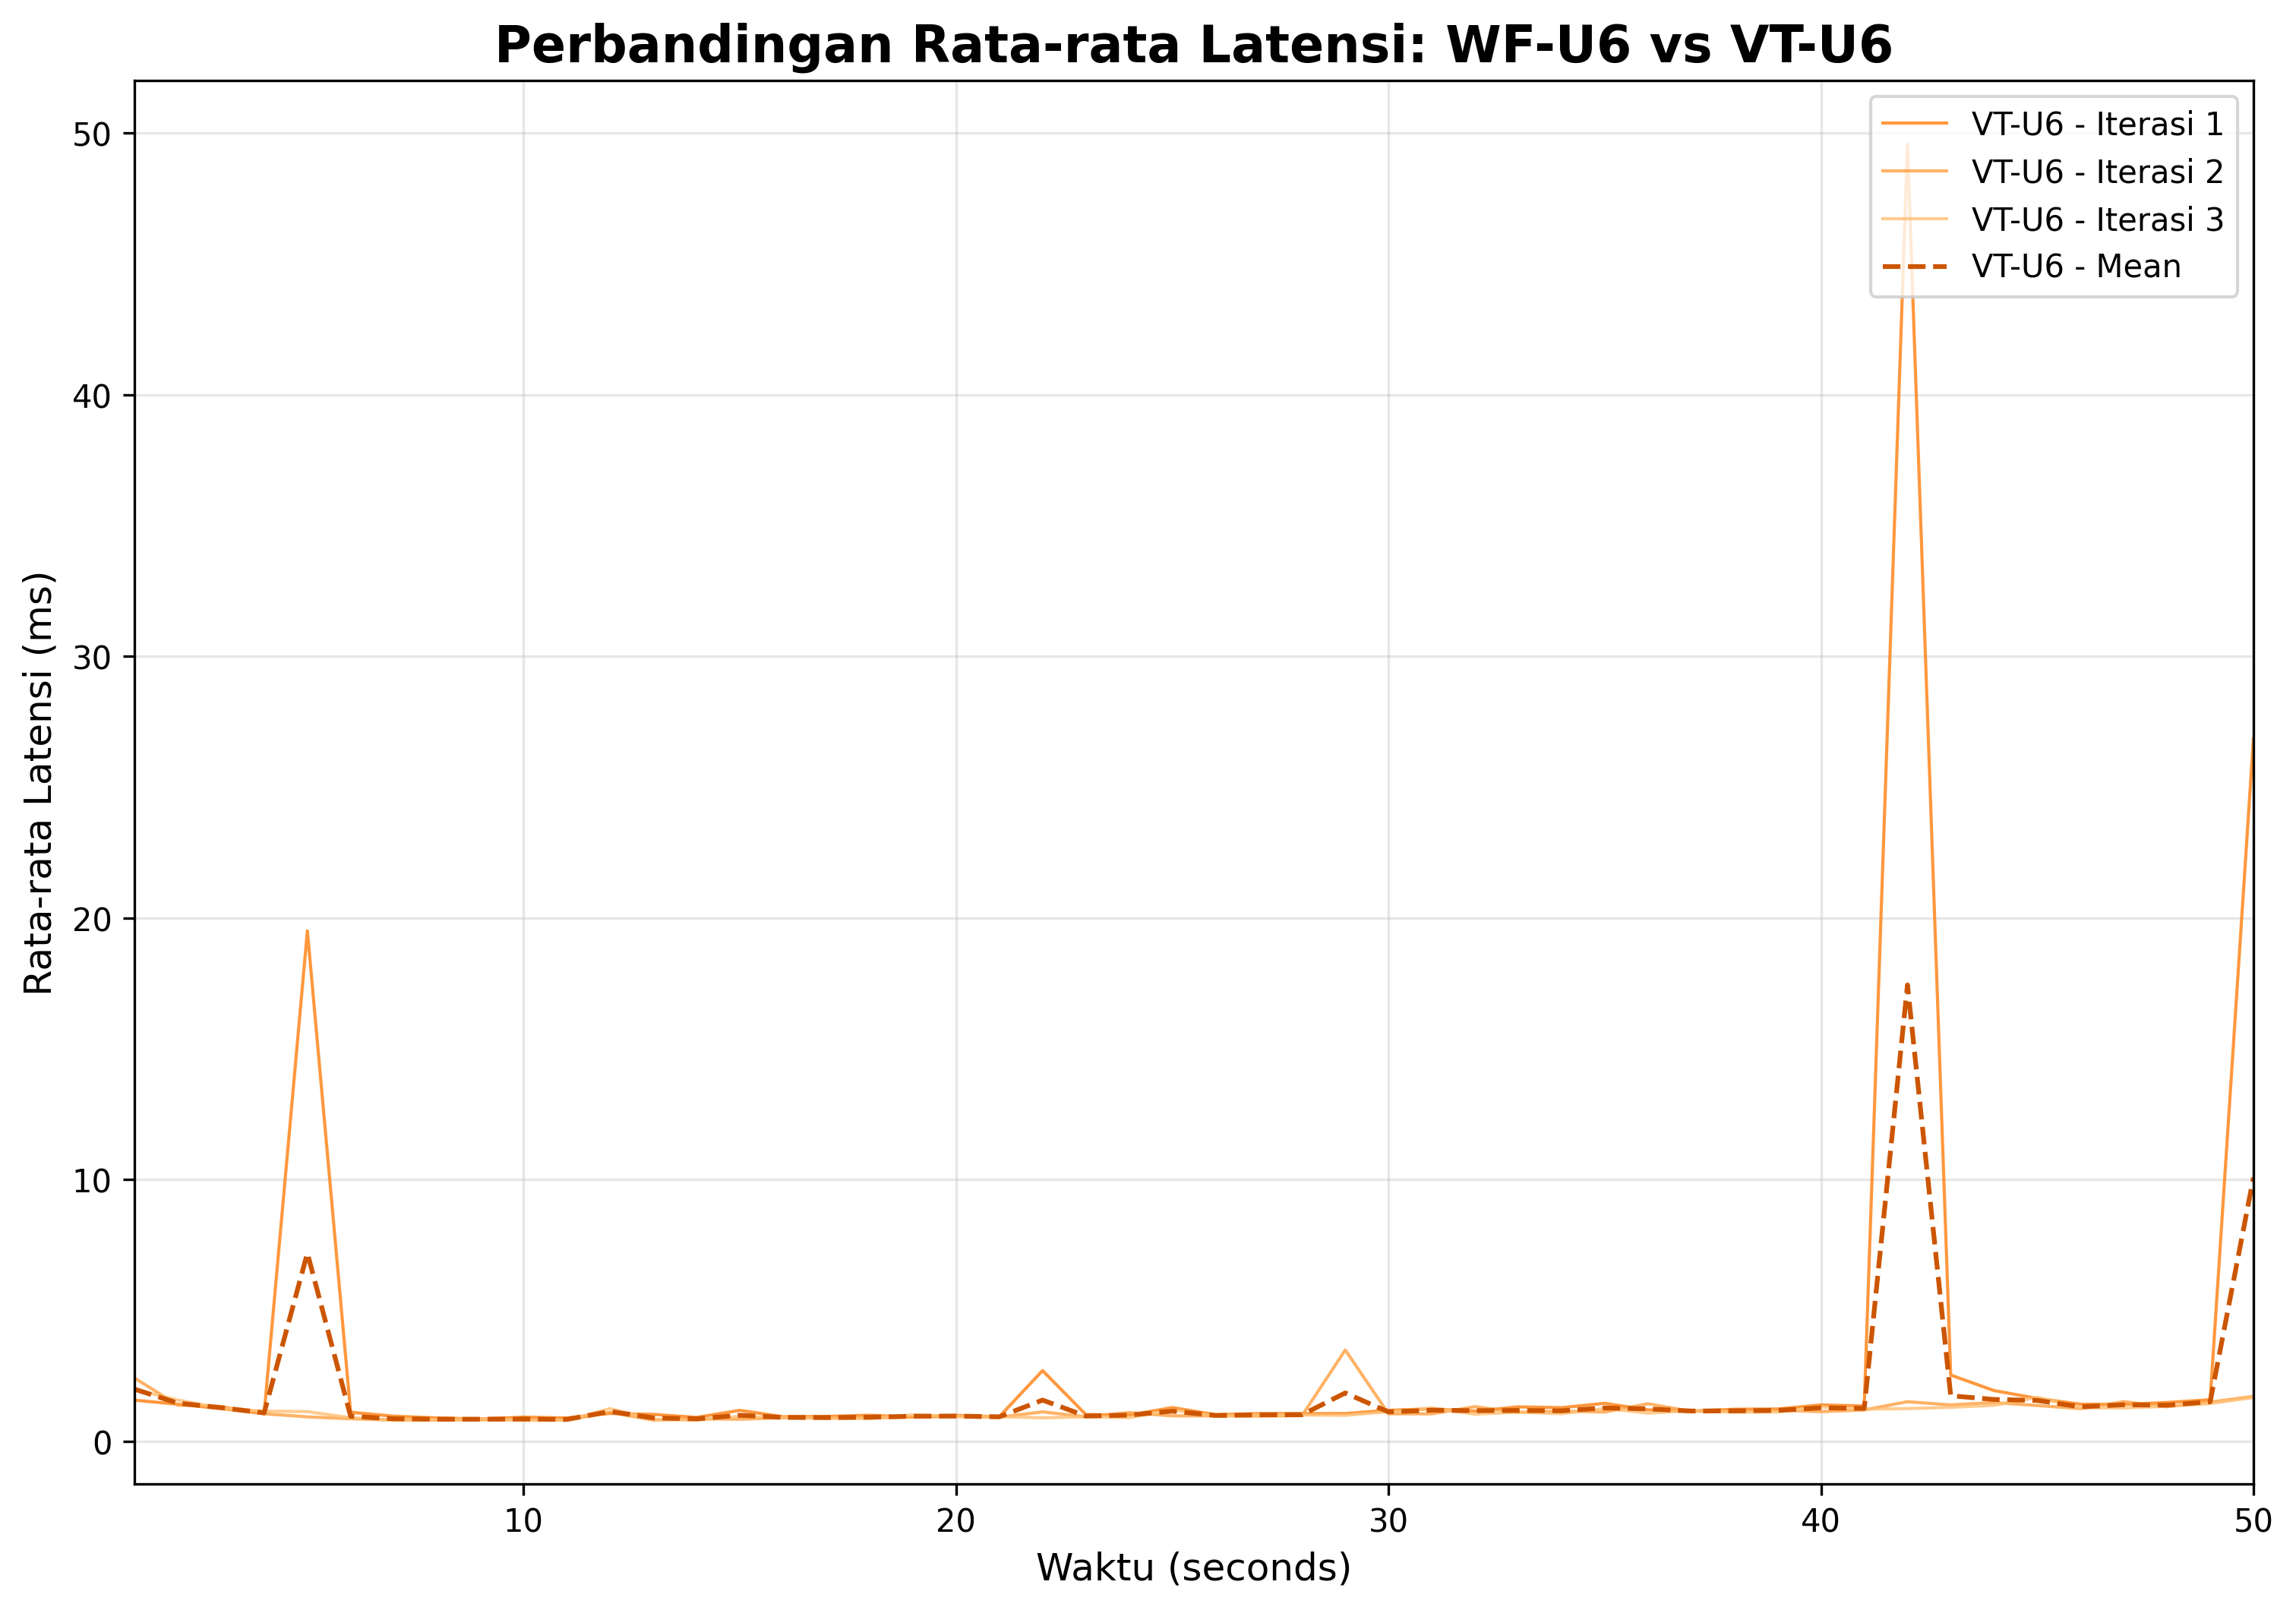 Perbandingan Rata-rata Latensi: WF-U6 vs VT-U6
VT-U6 - Iterasi 1
VT-U6 - Iterasi 2
VT-U6 - Iterasi 3
VT-U6 - Mean
Rata-rata Latensi (ms)
50
40
30
20
10
0
10
20
30
40
50
Waktu (seconds)